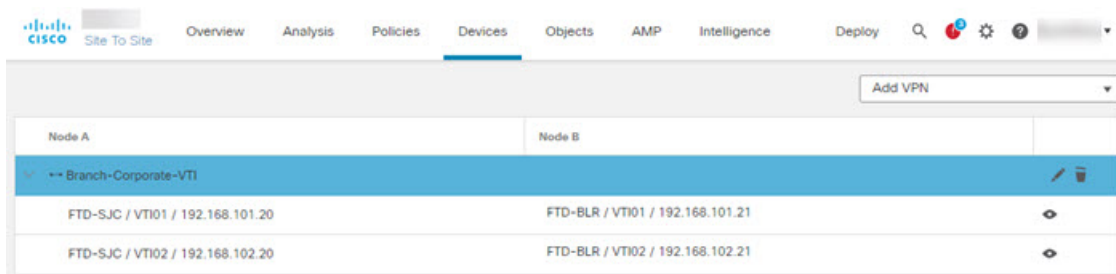 CISCO
Site To Site
Overview Analysis Policies Devices Objects AMP Intelligence Deploy 3
Add VPN
Node A Node B
Branch-Corporate-VTI
FTD-SJC / VTI01 / 192.168.101.20 FTD-BLR / VTI01 / 192.168.101.21
FTD-SJC / VTI02 / 192.168.102.20 FTD-BLR / VTI02 / 192.168.102.21